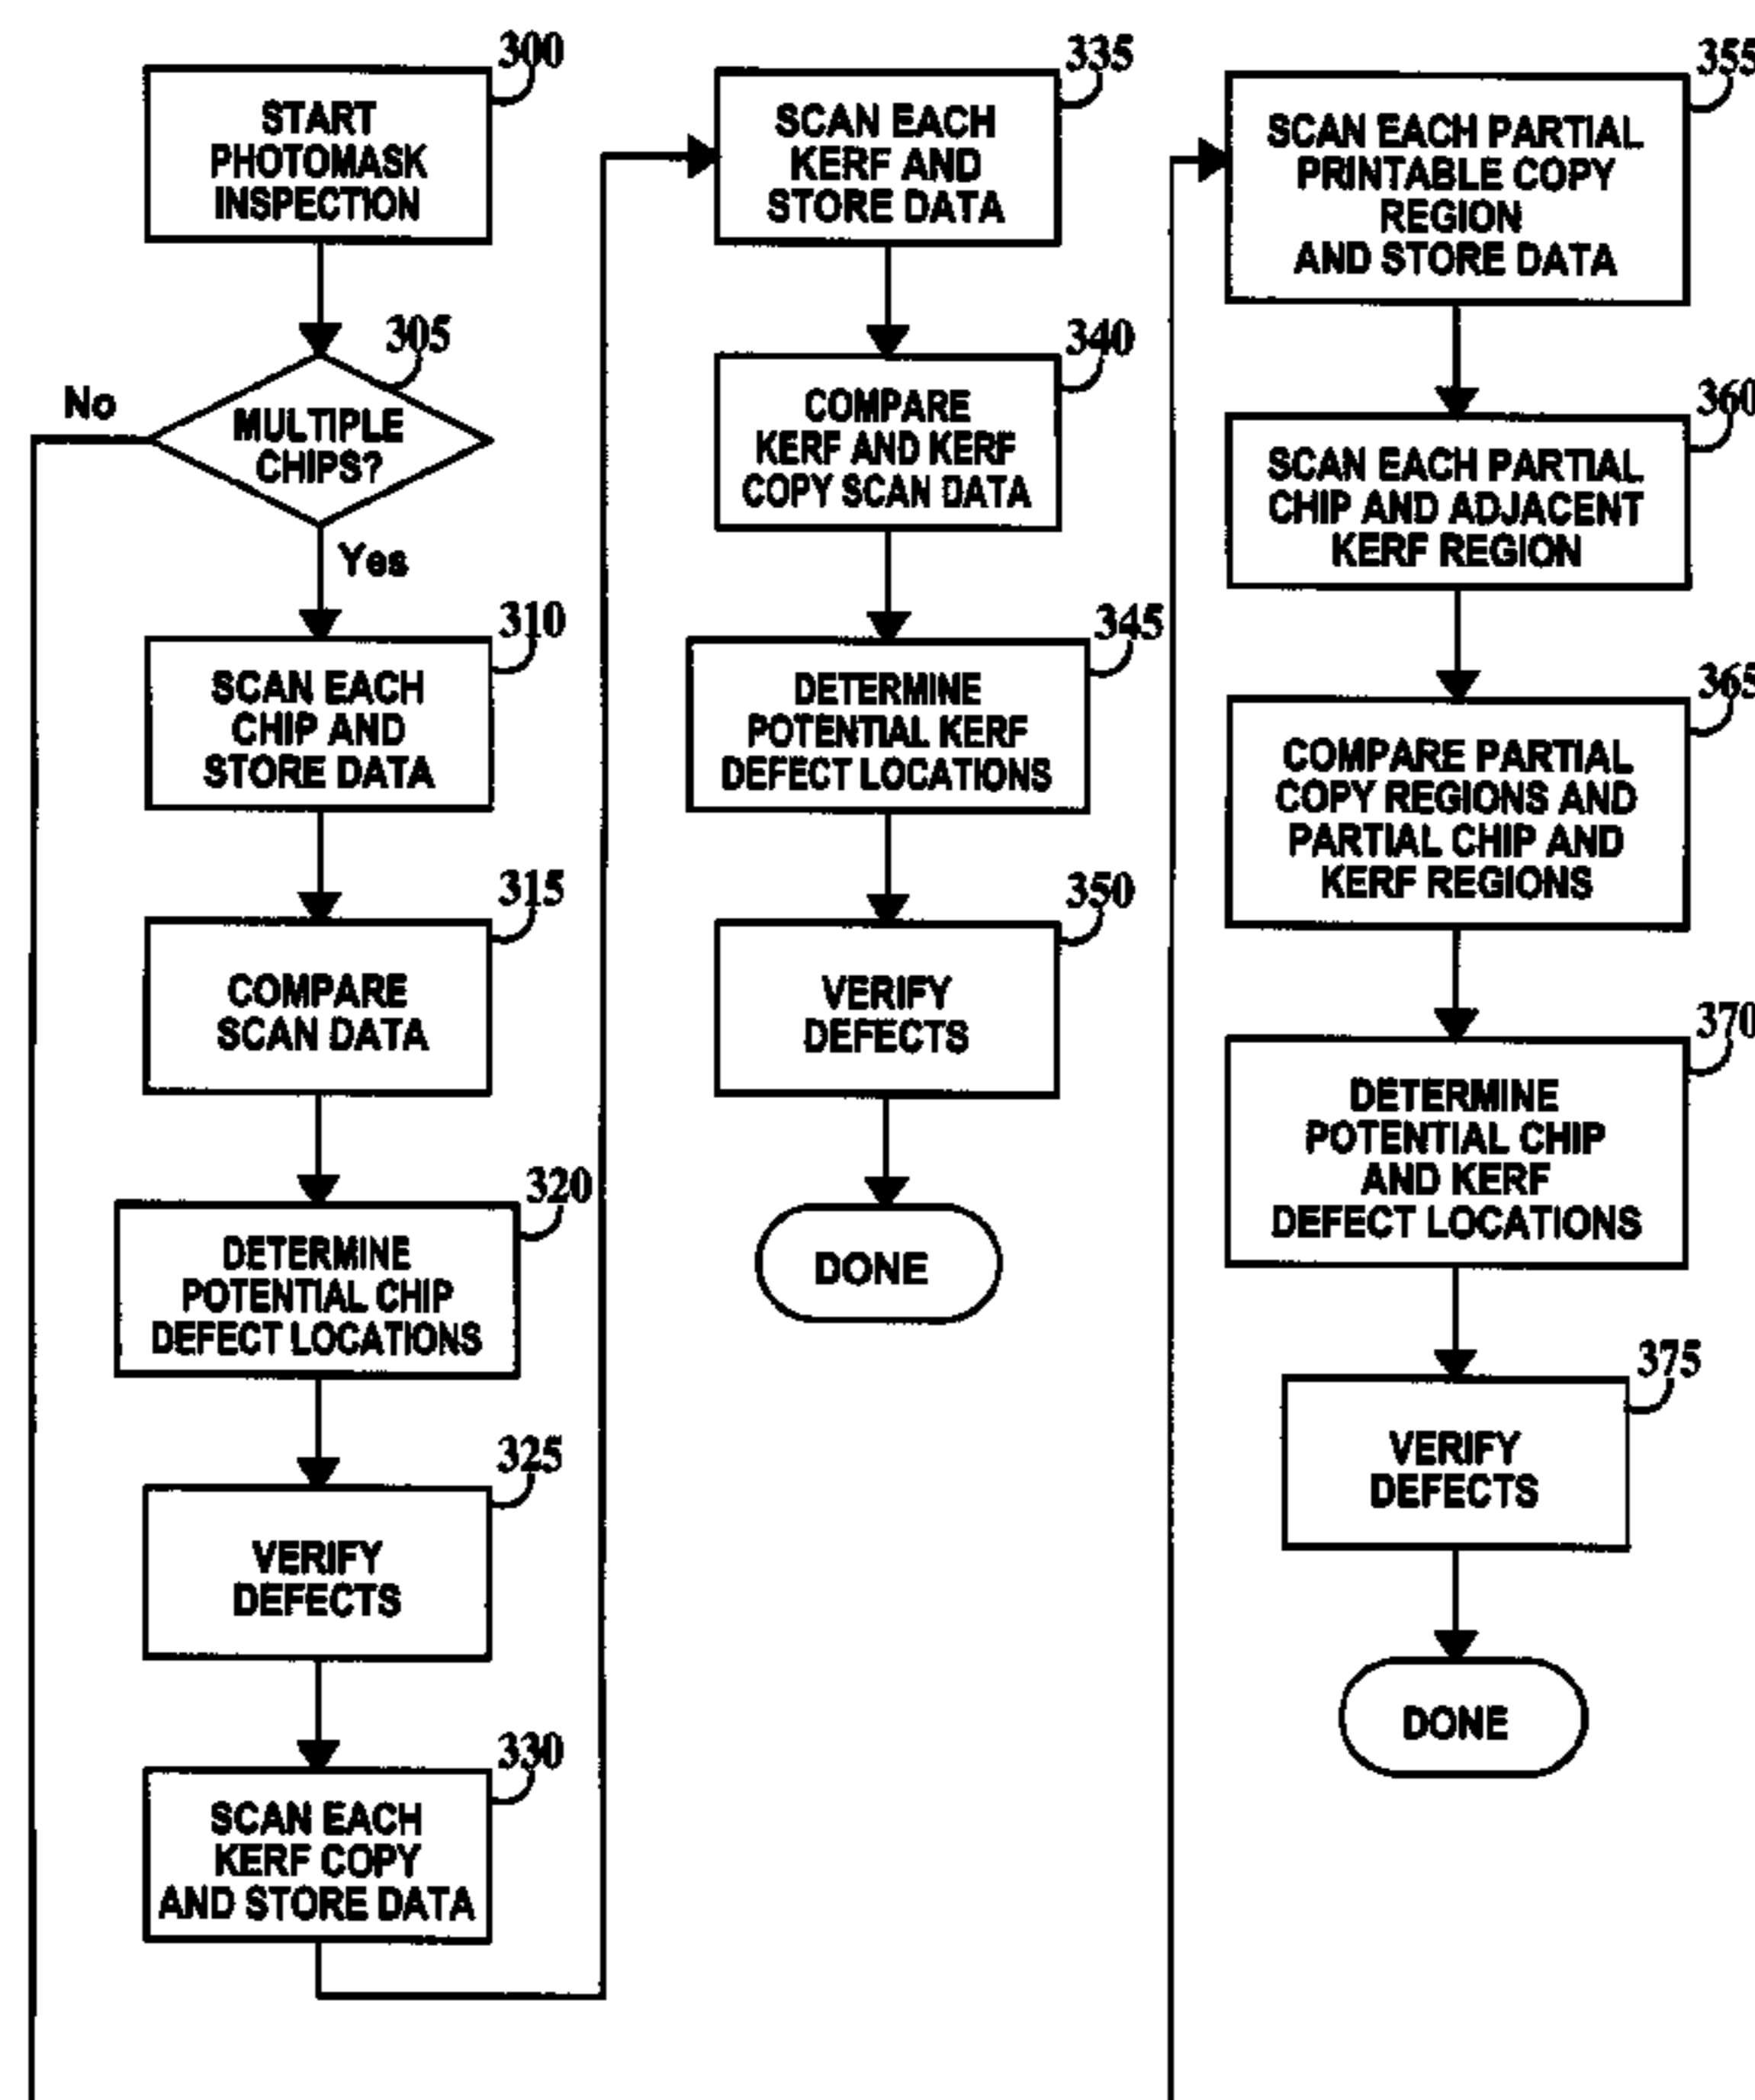 300
START
PHOTOMASK
INSPECTION
305
No
MULTIPLE
CHIPS?
Yes
310
SCAN EACH
CHIP AND
STORE DATA
315
COMPARE
SCAN DATA
320
DETERMINE
POTENTIAL CHIP
DEFECT LOCATIONS
325
VERIFY
DEFECTS
330
SCAN EACH
KERF COPY
AND STORE DATA
335
SCAN EACH
KERF AND
STORE DATA
340
COMPARE
KERF AND KERF
COPY SCAN DATA
345
DETERMINE
POTENTIAL KERF
DEFECT LOCATIONS
350
VERIFY
DEFECTS
DONE
355
SCAN EACH PARTIAL
PRINTABLE COPY
REGION
AND STORE DATA
360
SCAN EACH PARTIAL
CHIP AND ADJACENT
KERF REGION
365
COMPARE PARTIAL
COPY REGIONS AND
PARTIAL CHIP AND
KERF REGIONS
370
DETERMINE
POTENTIAL CHIP
AND KERF
DEFECT LOCATIONS
375
VERIFY
DEFECTS
DONE